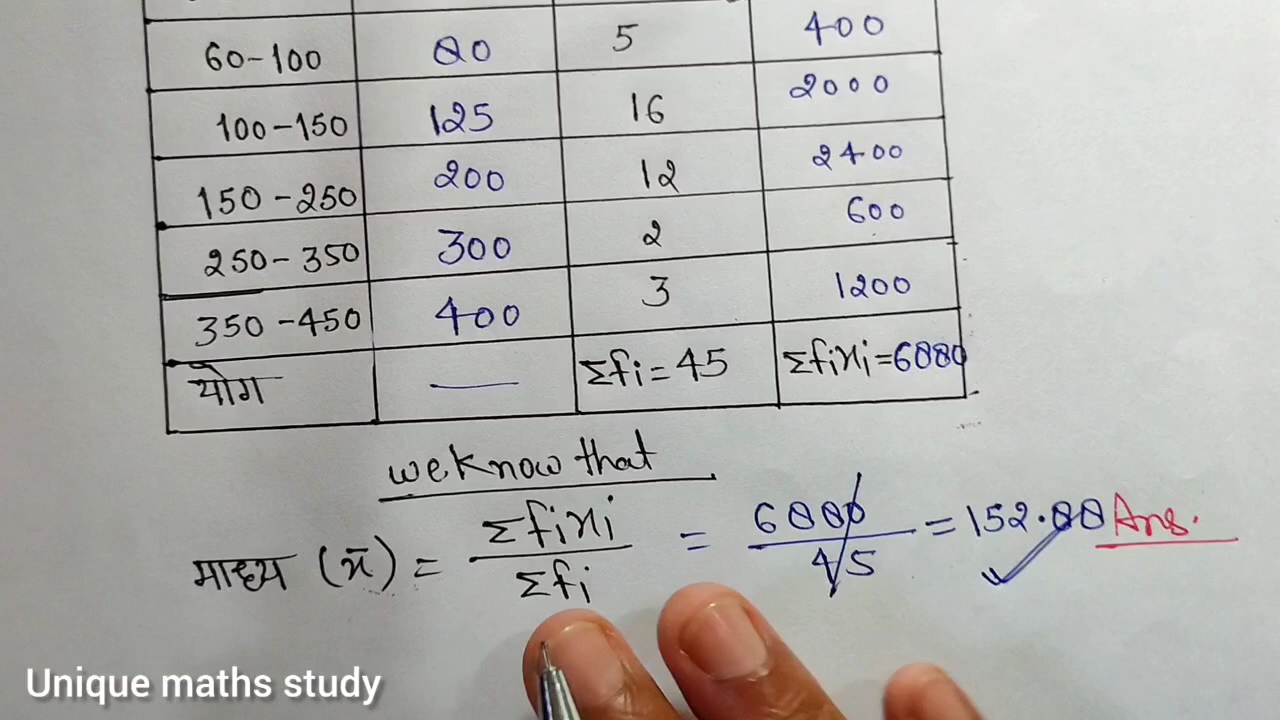 60-100 80 5 400
100-150 125 16 2000
150-250 200 12 2400
250-350 300 2 600
350-450 400 3 1200
योग — Σfi = 45 Σfixi = 6880
we know that
माध्य (x̄) = Σfixi / Σfi = 6880 / 45 = 152.88 Ans.
Unique maths study